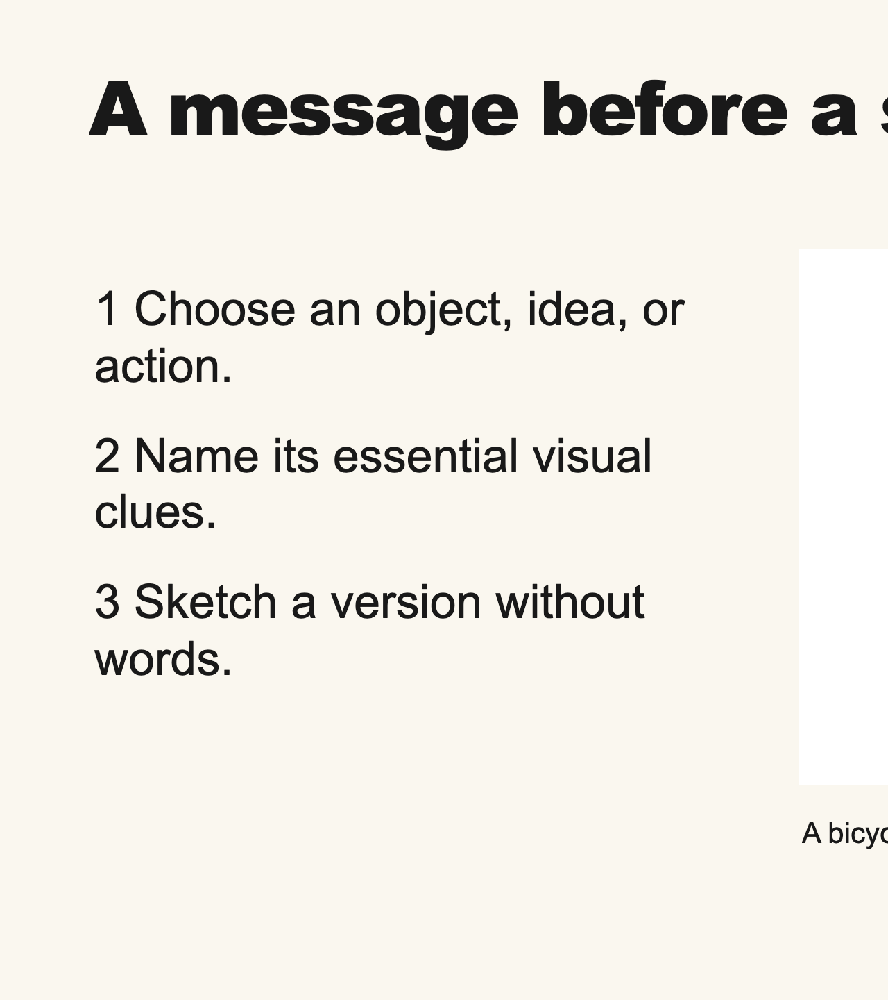 A message before a
1 Choose an object, idea, or
action.
2 Name its essential visual
clues.
3 Sketch a version without
words.
A